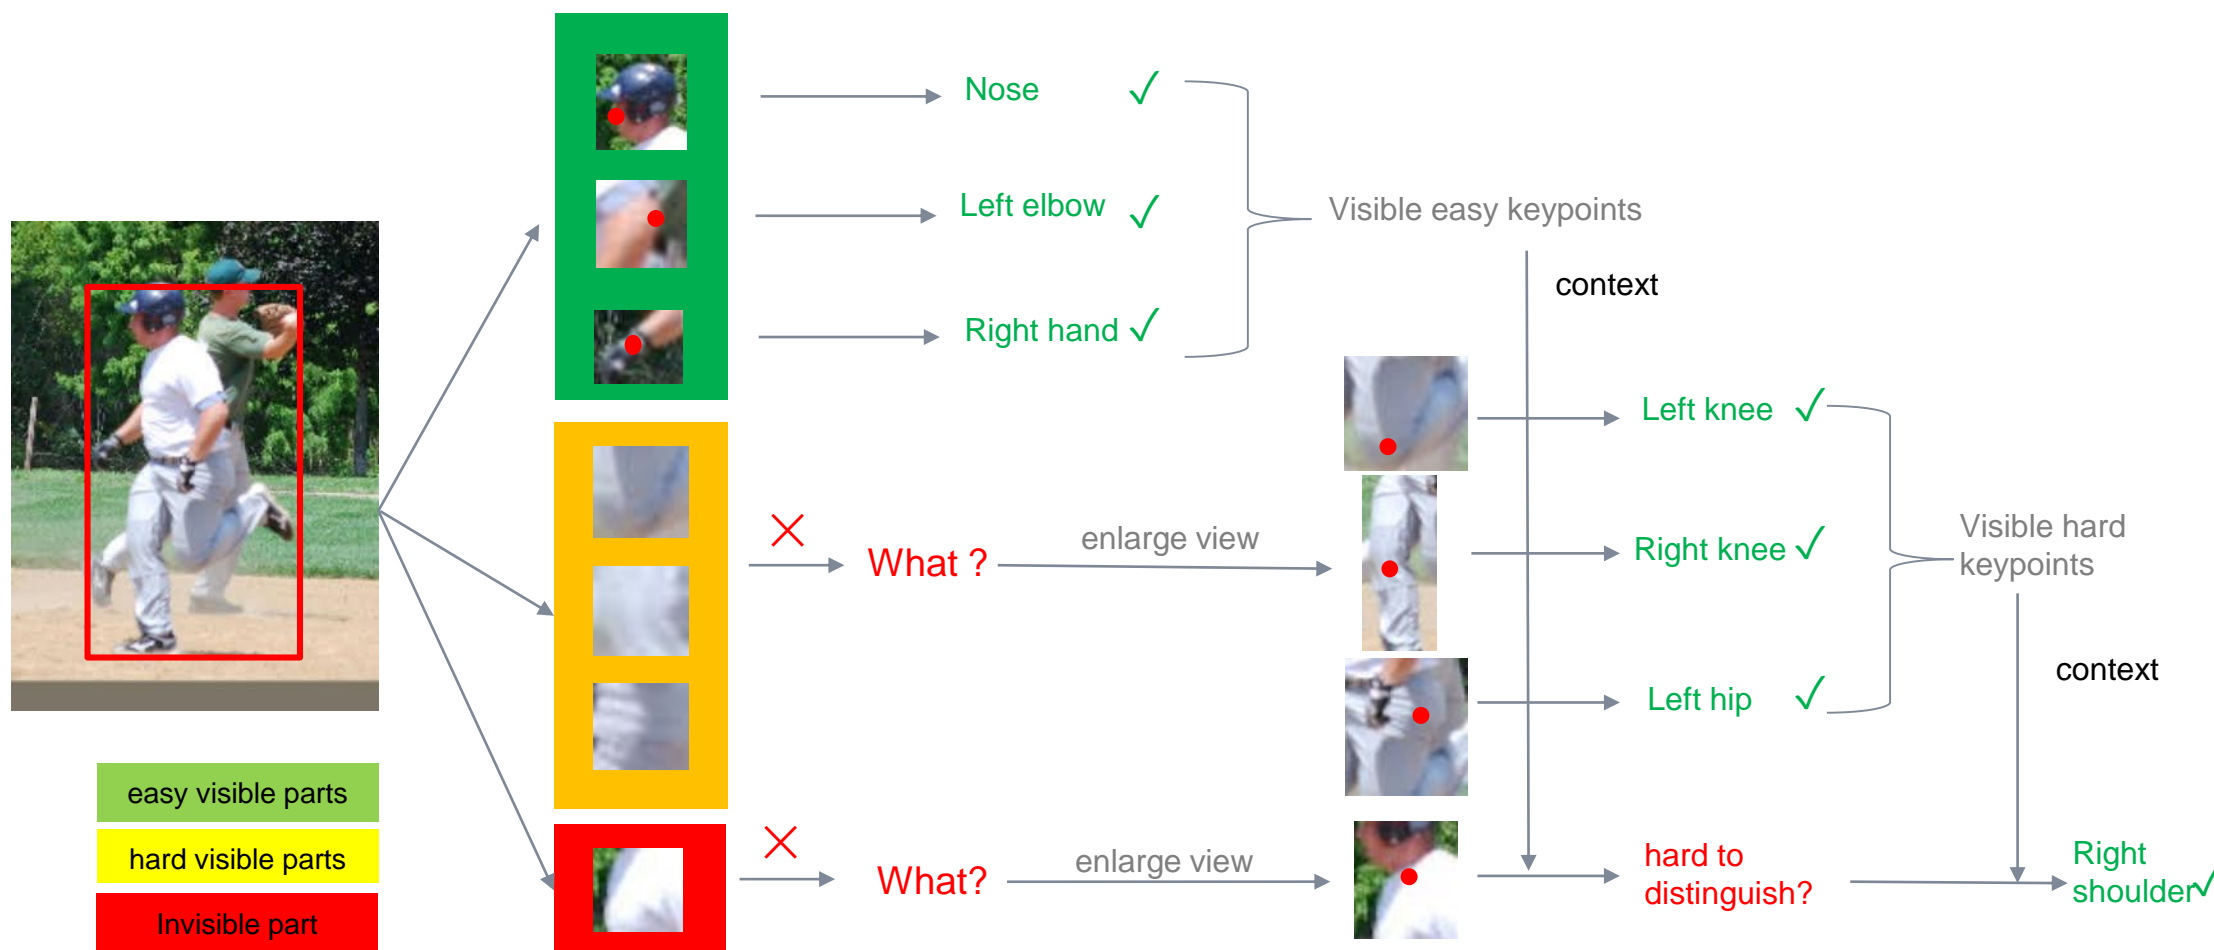 Nose ✓
Left elbow ✓
Right hand ✓
Visible easy keypoints
context
Left knee ✓
What ?
enlarge view
Right knee ✓
Visible hard
keypoints
Left hip ✓
context
easy visible parts
hard visible parts
Invisible part
What?
enlarge view
hard to
distinguish?
Right
shoulder✓